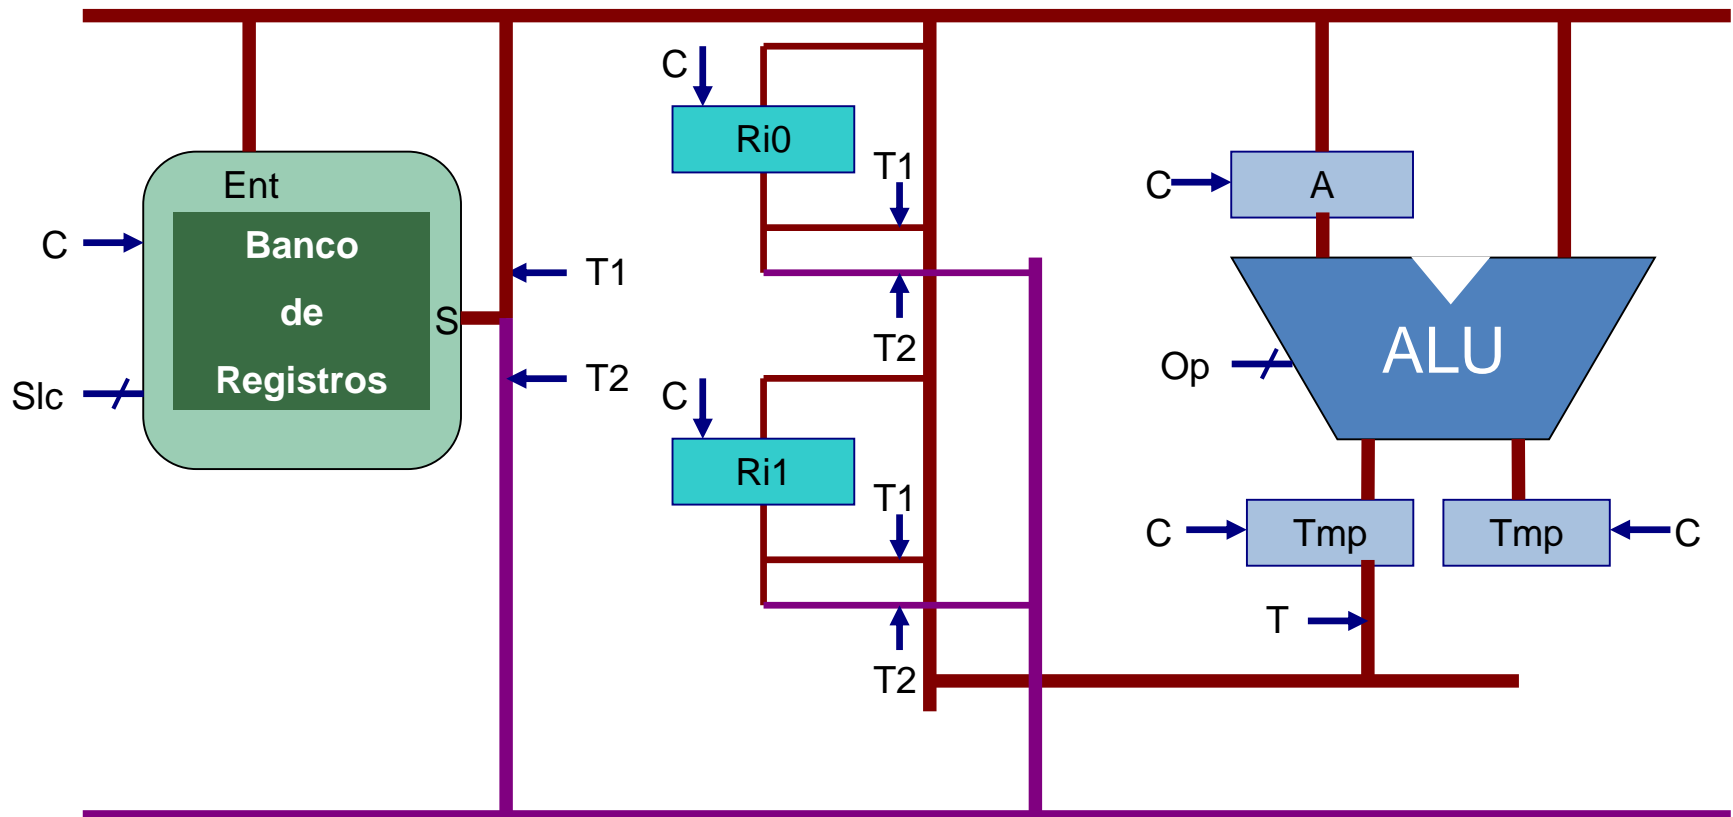 Ent
Banco
de
Registros
S
C
Slc
T1
T2
C
Ri0
T1
T2
C
Ri1
T1
T2
C
A
Op
ALU
C
Tmp
Tmp
C
T